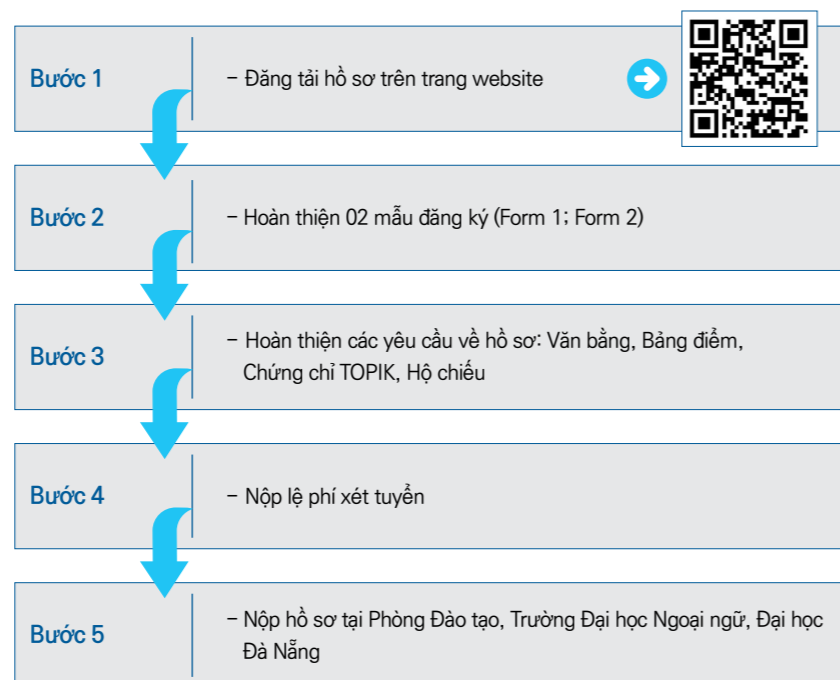 Bước 1
– Đăng tải hồ sơ trên trang website
Bước 2
– Hoàn thiện 02 mẫu đăng ký (Form 1; Form 2)
Bước 3
– Hoàn thiện các yêu cầu về hồ sơ: Văn bằng, Bảng điểm,
Chứng chỉ TOPIK, Hộ chiếu
Bước 4
– Nộp lệ phí xét tuyển
Bước 5
– Nộp hồ sơ tại Phòng Đào tạo, Trường Đại học Ngoại ngữ, Đại học
Đà Nẵng